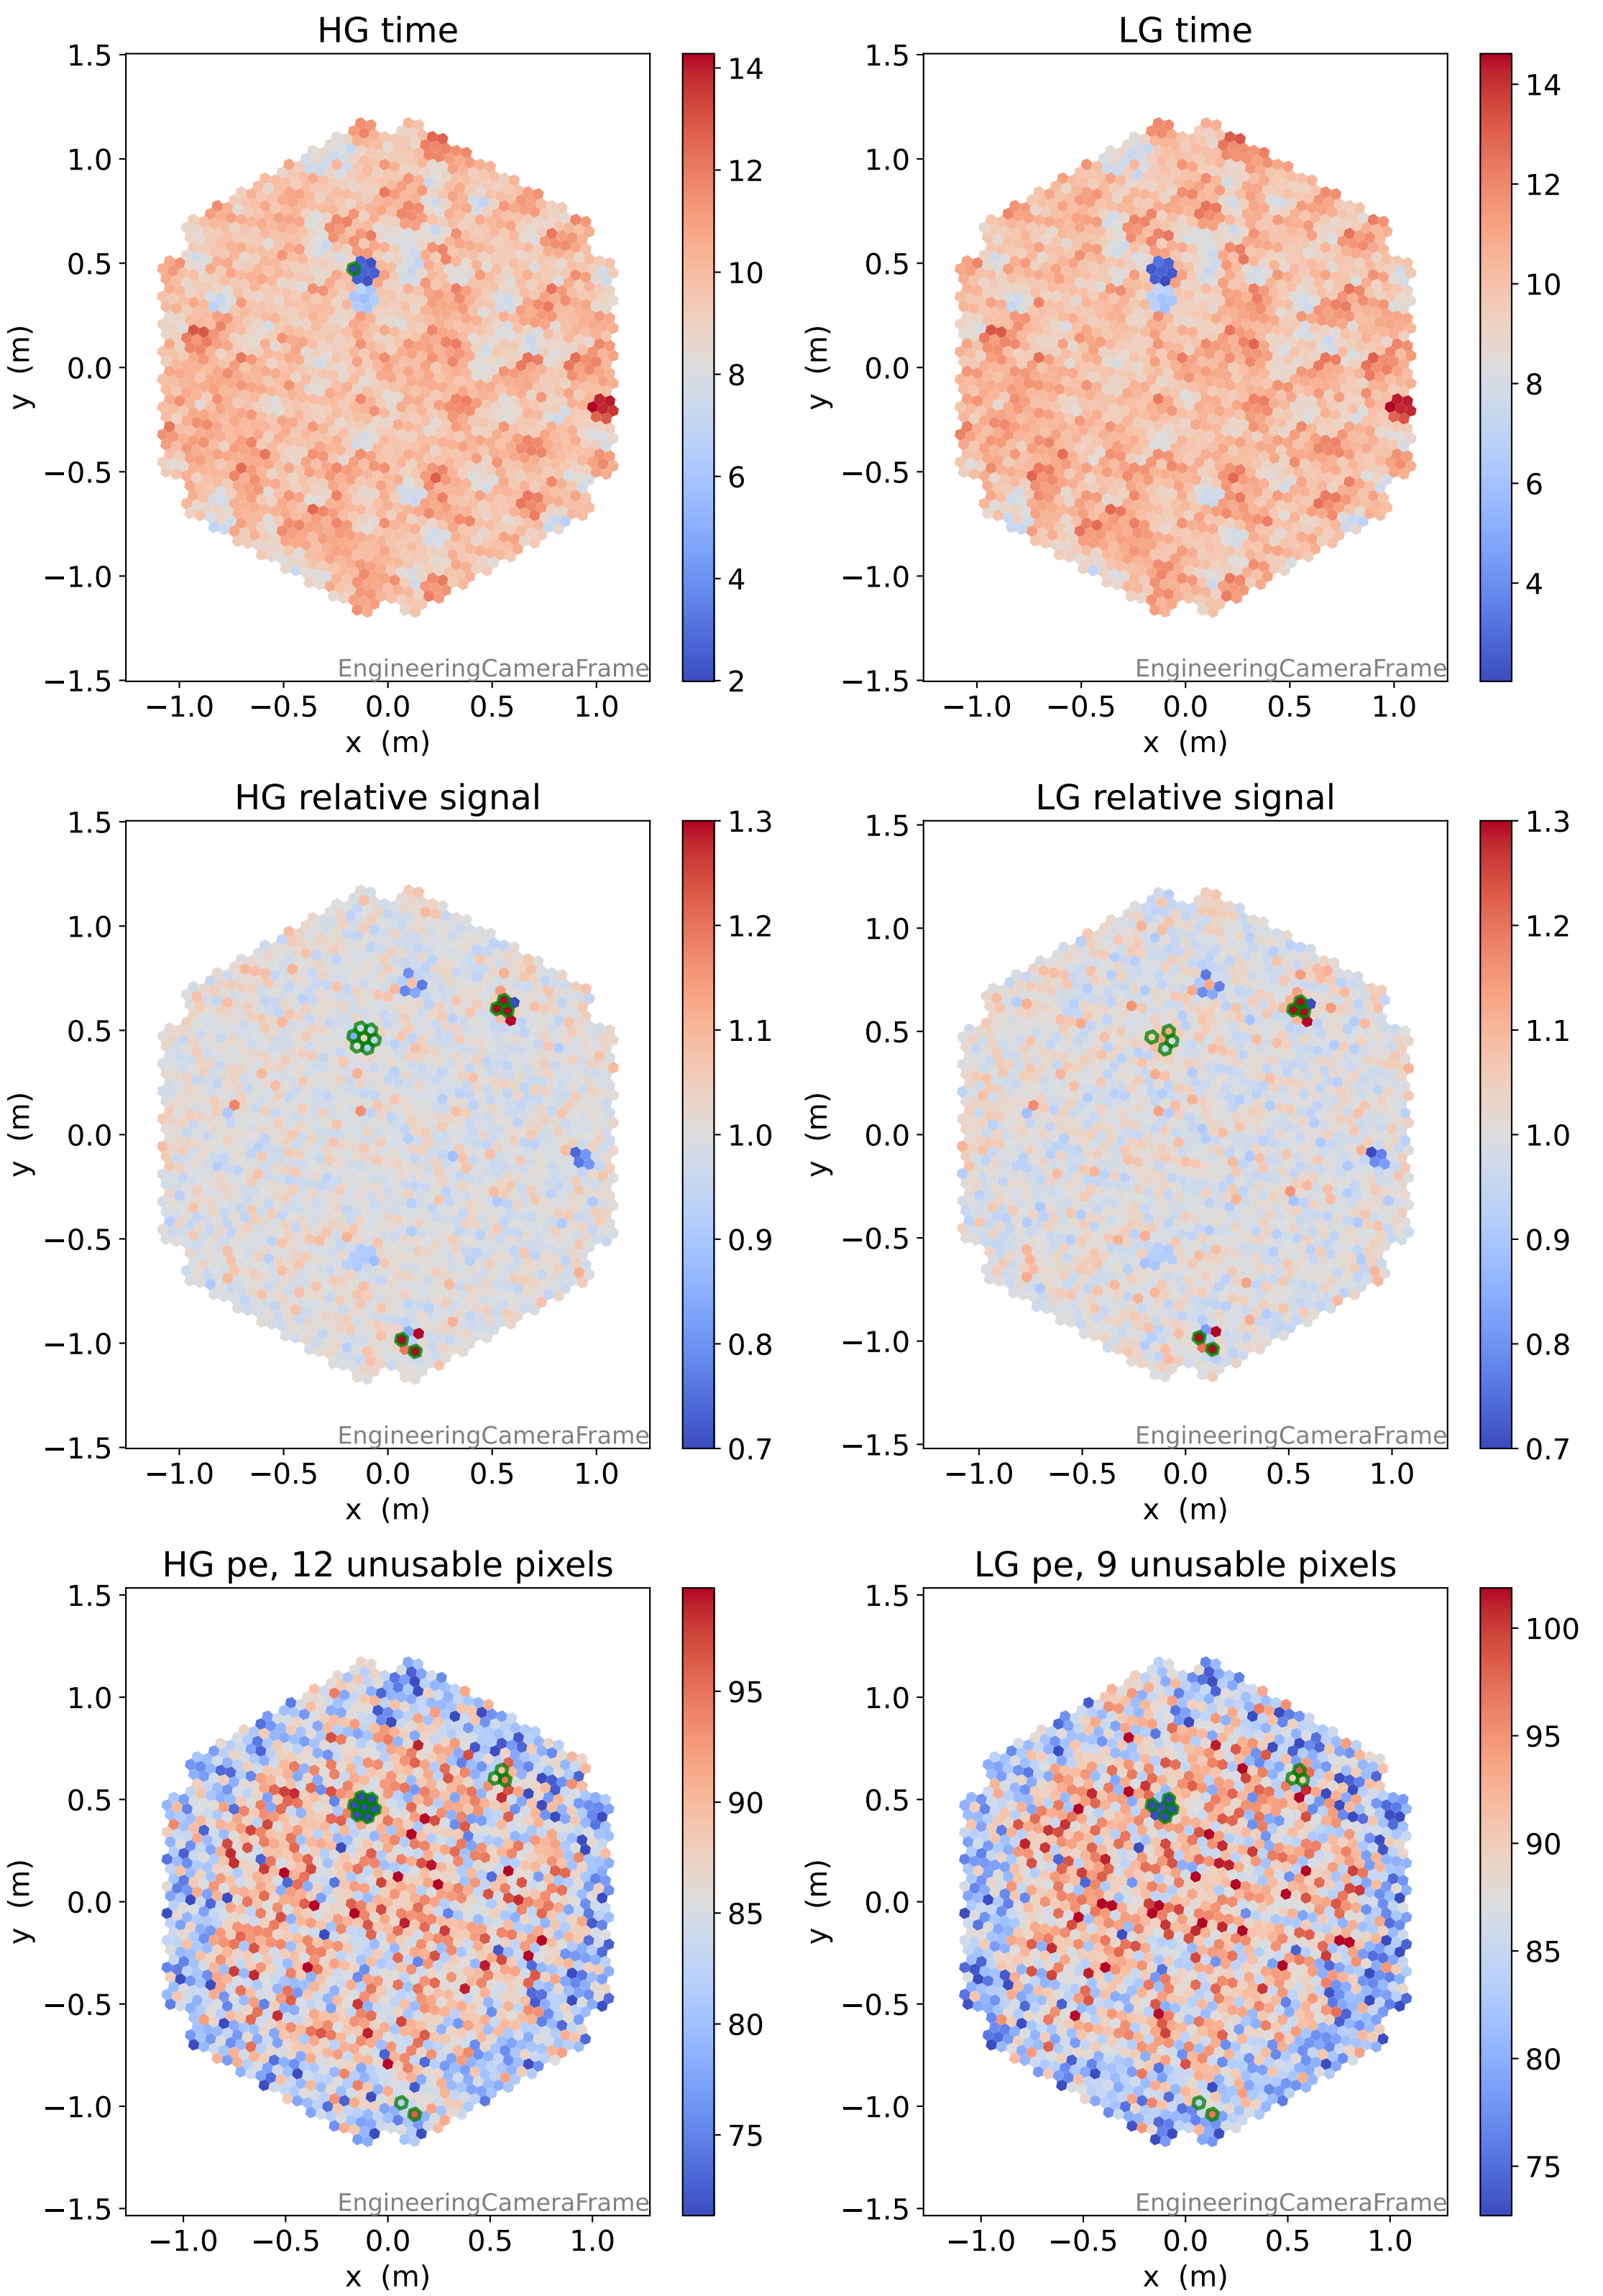 HG time
1.5
1.0
0.5
0.0
−0.5
−1.0
−1.5
y (m)
−1.0 −0.5 0.0 0.5 1.0
x (m)
EngineeringCameraFrame
14
12
10
8
6
4
2
LG time
1.5
1.0
0.5
0.0
−0.5
−1.0
−1.5
y (m)
−1.0 −0.5 0.0 0.5 1.0
x (m)
EngineeringCameraFrame
14
12
10
8
6
4
HG relative signal
1.5
1.0
0.5
0.0
−0.5
−1.0
−1.5
y (m)
−1.0 −0.5 0.0 0.5 1.0
x (m)
EngineeringCameraFrame
1.3
1.2
1.1
1.0
0.9
0.8
0.7
LG relative signal
1.5
1.0
0.5
0.0
−0.5
−1.0
−1.5
y (m)
−1.0 −0.5 0.0 0.5 1.0
x (m)
EngineeringCameraFrame
1.3
1.2
1.1
1.0
0.9
0.8
0.7
HG pe, 12 unusable pixels
1.5
1.0
0.5
0.0
−0.5
−1.0
−1.5
y (m)
−1.0 −0.5 0.0 0.5 1.0
x (m)
EngineeringCameraFrame
95
90
85
80
75
LG pe, 9 unusable pixels
1.5
1.0
0.5
0.0
−0.5
−1.0
−1.5
y (m)
−1.0 −0.5 0.0 0.5 1.0
x (m)
EngineeringCameraFrame
100
95
90
85
80
75